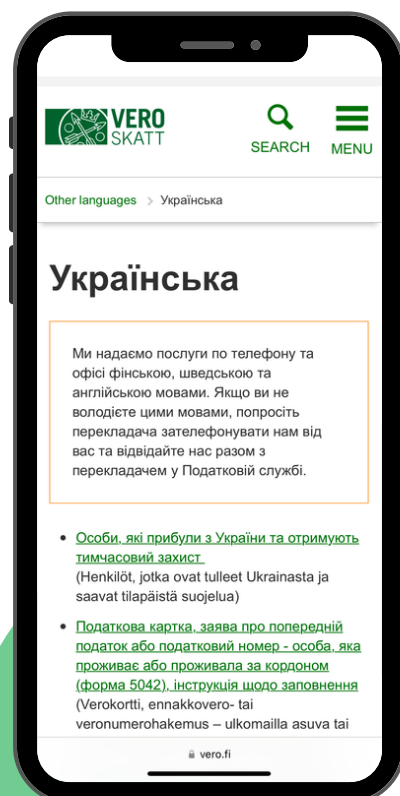 VERO
SKATT
SEARCH
MENU
Other languages > Українська
Українська
Ми надаємо послуги по телефону та
офісі фінською, шведською та
англійською мовами. Якщо ви не
володієте цими мовами, попросіть
перекладача зателефонувати нам від
вас та відвідайте нас разом з
перекладачем у Податковій службі.
• Особи, які прибули з України та отримують
тимчасовий захист
(Henkilöt, jotka ovat tulleet Ukrainasta ja
saavat tilapäistä suojelua)
• Податкова картка, заява про попередній
податок або податковий номер - особа, яка
проживає або проживала за кордоном
(форма 5042), інструкція щодо заповнення
(Verokortti, ennakkovero- tai
veronumerohakemus – ulkomailla asuva tai
vero.fi